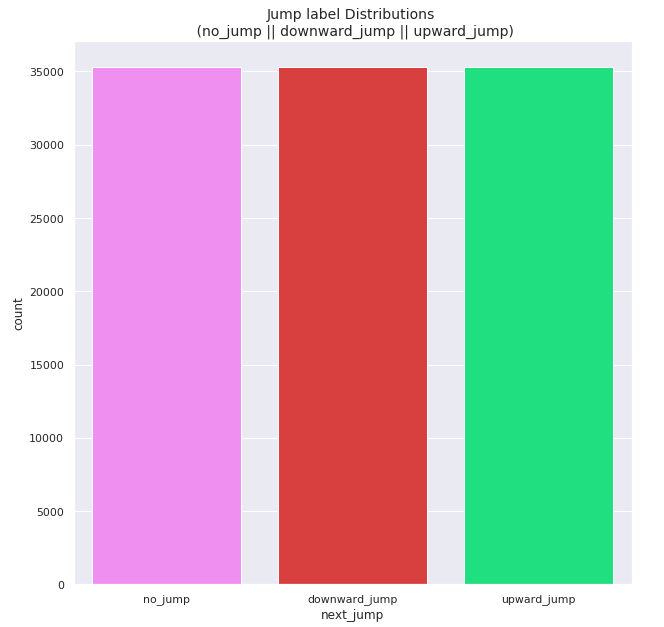 Jump label Distributions
(no_jump || downward_jump || upward_jump)
35000
30000
25000
20000
15000
10000
5000
0
count
no_jump downward_jump upward_jump
next_jump